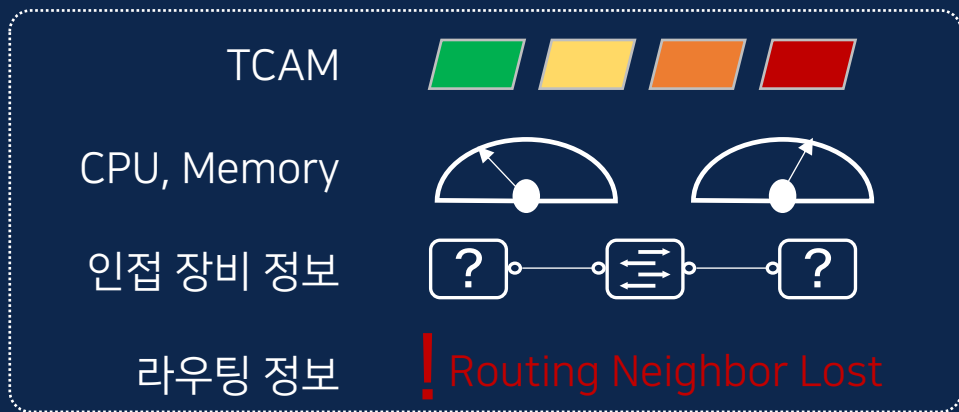 TCAM
CPU, Memory
인접 장비 정보
? ?
라우팅 정보
! Routing Neighbor Lost